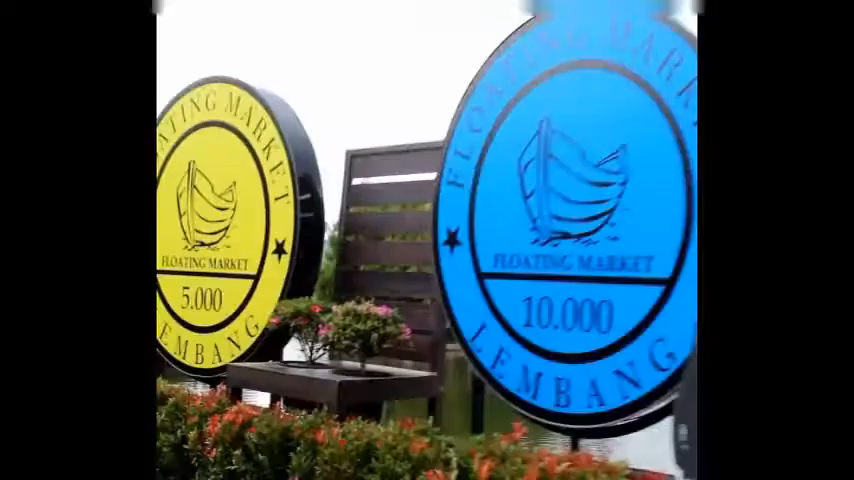 FLOATING MARKET
FLOATING MARKET
5.000
LEMBANG
FLOATING MARKET
FLOATING MARKET
10.000
LEMBANG